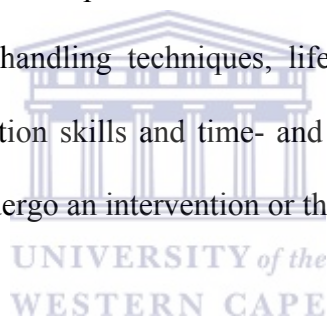 handling techniques, life
tion skills and time- and
ergo an intervention or th
UNIVERSITY of the
WESTERN CAPE